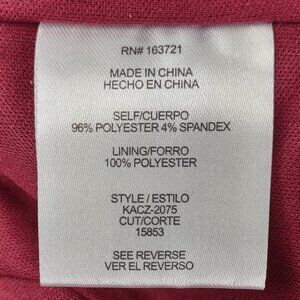 RN# 163721
MADE IN CHINA
HECHO EN CHINA
SELF/CUERPO
96% POLYESTER 4% SPANDEX
LINING/FORRO
100% POLYESTER
STYLE / ESTILO
KACZ-2075
CUT/CORTE
15853
SEE REVERSE
VER EL REVERSO